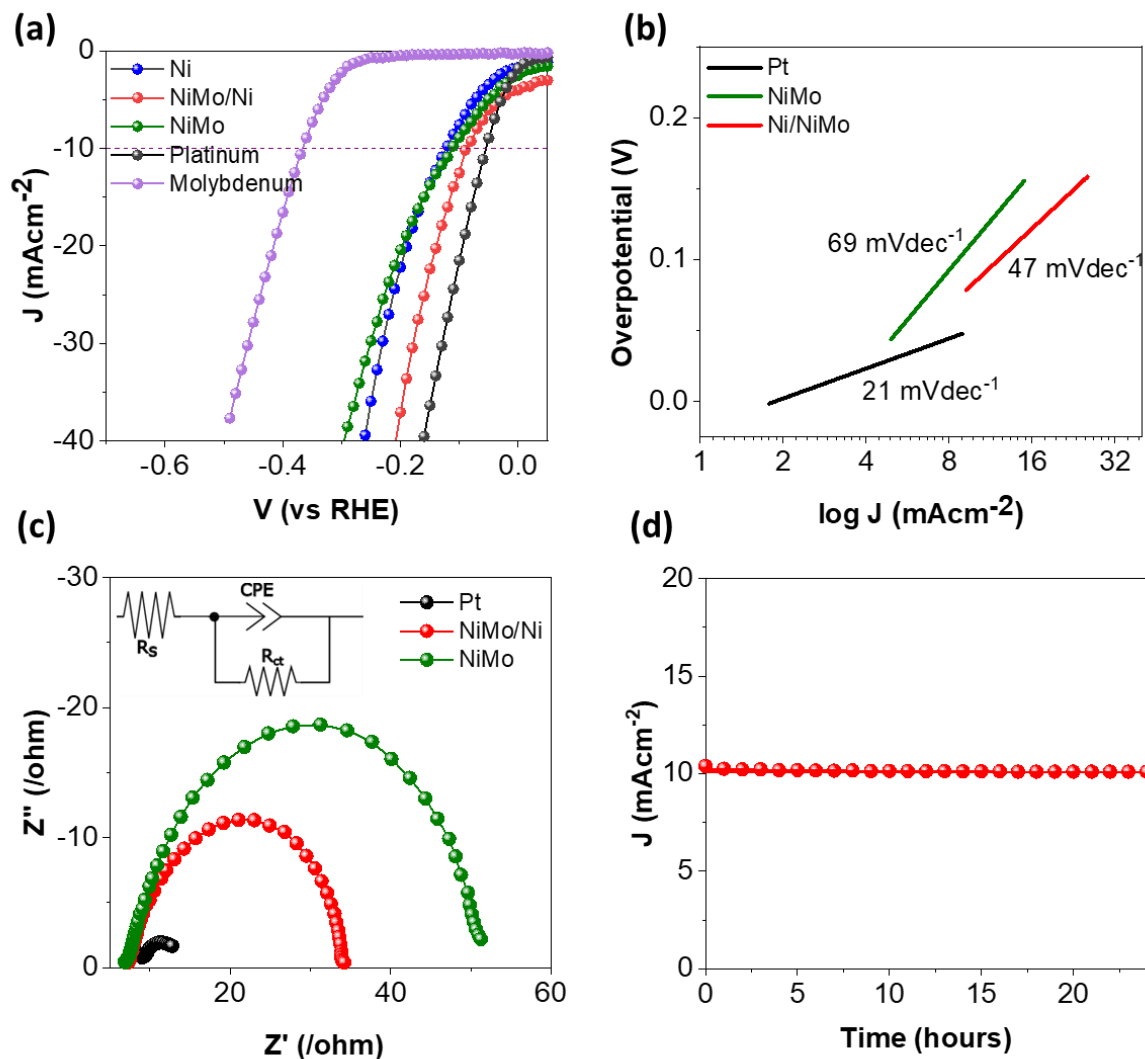 (a)
0
-10
-20
-30
-40
J (mAcm⁻²)
Ni
NiMo/Ni
NiMo
Platinum
Molybdenum
-0.6
-0.4
-0.2
0.0
V (vs RHE)
(b)
0.2
0.1
0.0
Overpotential (V)
Pt
NiMo
Ni/NiMo
69 mVdec⁻¹
47 mVdec⁻¹
21 mVdec⁻¹
1
2
4
8
16
32
log J (mAcm⁻²)
(c)
-30
-20
-10
0
Z'' (/ohm)
CPE
Rs
Rct
Pt
NiMo/Ni
NiMo
20
40
60
Z' (/ohm)
(d)
20
15
10
5
0
J (mAcm⁻²)
0
5
10
15
20
Time (hours)